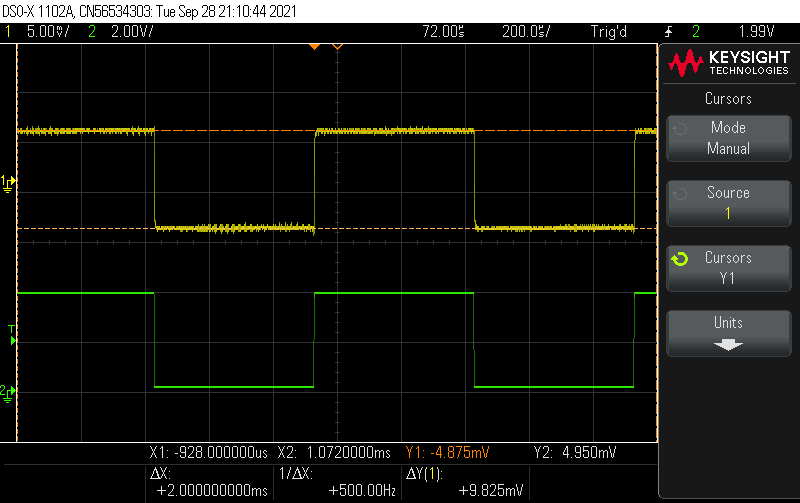 DSO-X 1102A, CN56534303: Tue Sep 28 21:10:44 2021
1 5.00V/ 2 2.00V/ 72.00s 200.0s/ Trig'd 2 1.99V
KEYSIGHT
TECHNOLOGIES
Cursors
Mode
Manual
Source
1
Cursors
Y1
Units
1
T
2
X1: -928.000000us X2: 1.0720000ms Y1: -4.875mV Y2: 4.950mV
ΔX:
+2.000000000ms
1/ΔX:
+500.00Hz
ΔY(1):
+9.825mV